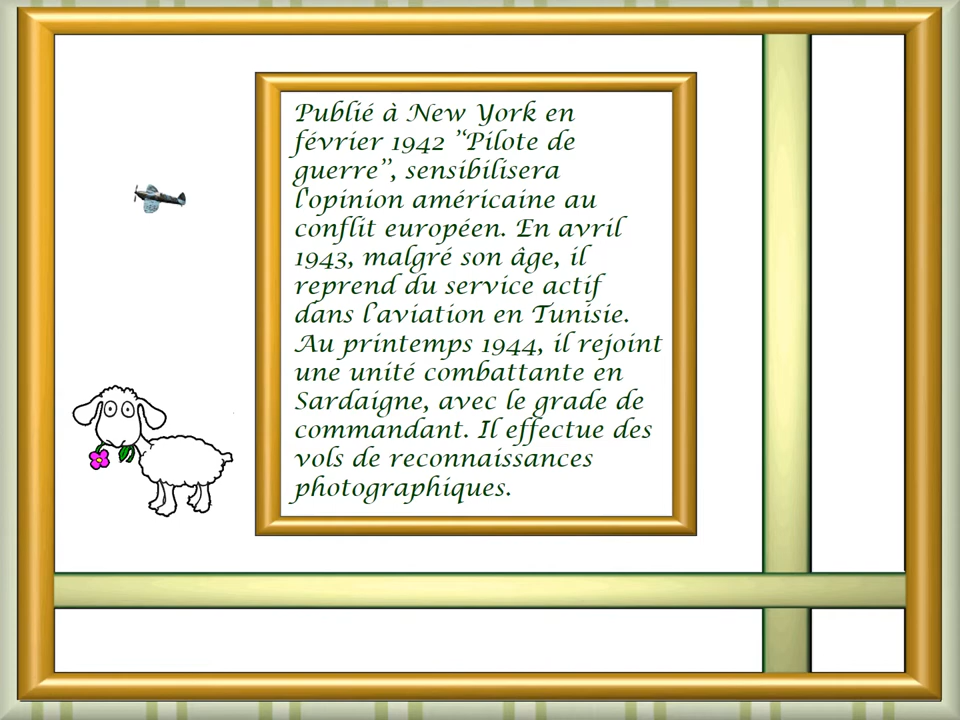 Publié à New York en
février 1942 "Pilote de
guerre", sensibilisera
l'opinion américaine au
conflit européen. En avril
1943, malgré son âge, il
reprend du service actif
dans l'aviation en Tunisie.
Au printemps 1944, il rejoint
une unité combattante en
Sardaigne, avec le grade de
commandant. Il effectue des
vols de reconnaissances
photographiques.